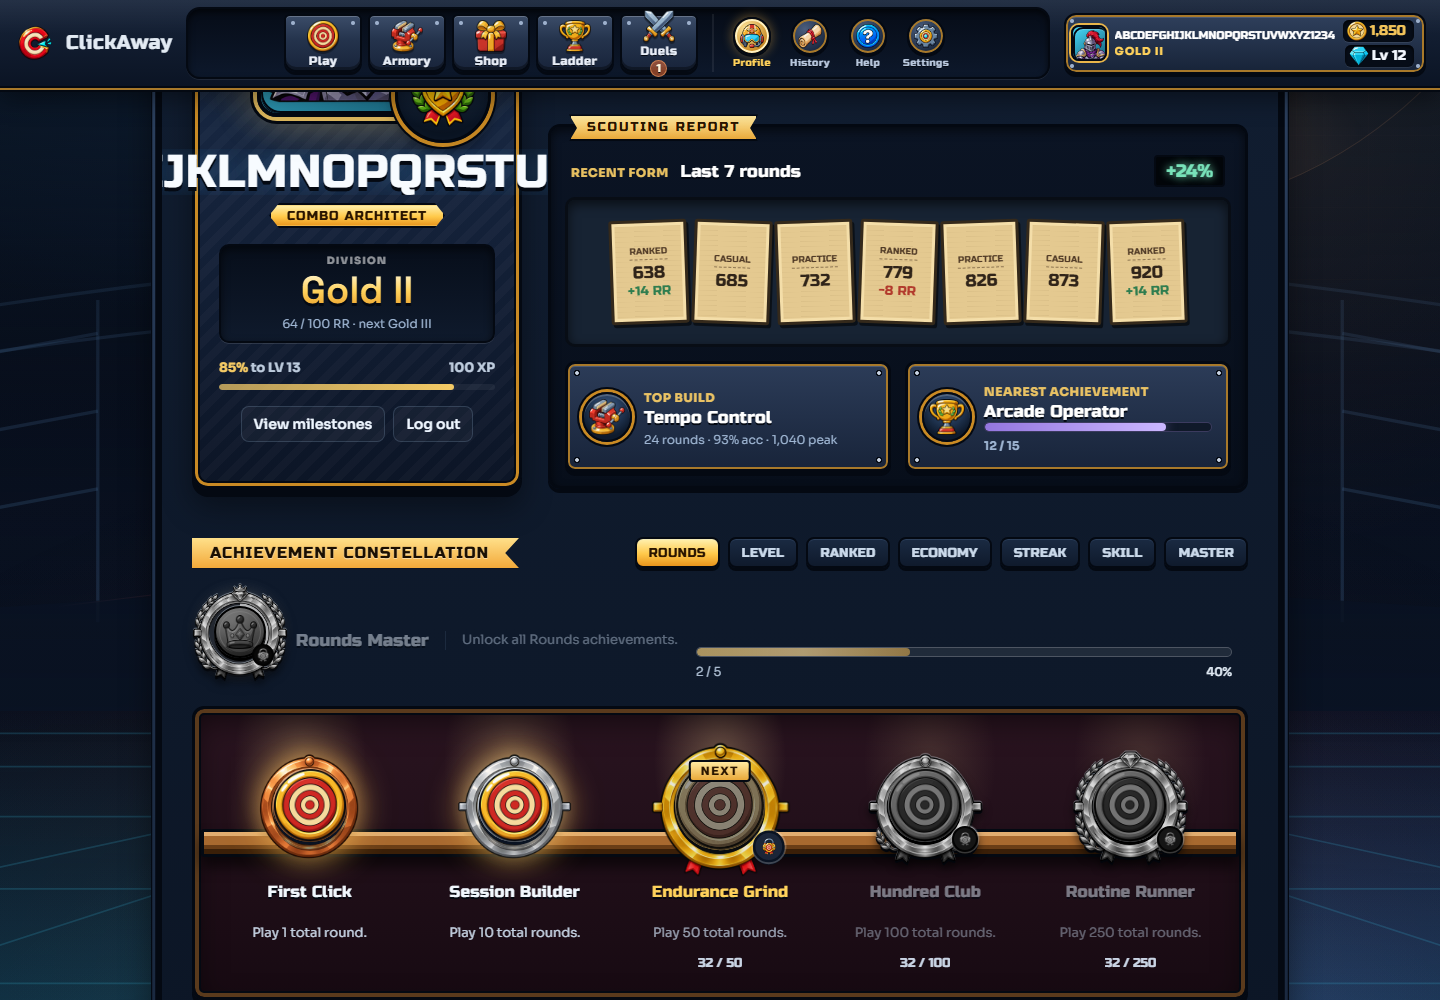 ClickAway
Play
Armory
Shop
Ladder
Duels
1
Profile
History
Help
Settings
ABCDEFGHIJKLMNOPQRSTUVWXYZ1234
GOLD II
1,850
Lv 12
JKLMNOPQRSTU
COMBO ARCHITECT
DIVISION
Gold II
64 / 100 RR · next Gold III
85% to LV 13
100 XP
View milestones
Log out
SCOUTING REPORT
RECENT FORM Last 7 rounds
+24%
RANKED
638
+14 RR
CASUAL
685
PRACTICE
732
RANKED
779
-8 RR
PRACTICE
826
CASUAL
873
RANKED
920
+14 RR
TOP BUILD
Tempo Control
24 rounds · 93% acc · 1,040 peak
NEAREST ACHIEVEMENT
Arcade Operator
12 / 15
ACHIEVEMENT CONSTELLATION
ROUNDS
LEVEL
RANKED
ECONOMY
STREAK
SKILL
MASTER
Rounds Master
Unlock all Rounds achievements.
2 / 5
40%
NEXT
First Click
Play 1 total round.
Session Builder
Play 10 total rounds.
Endurance Grind
Play 50 total rounds.
32 / 50
Hundred Club
Play 100 total rounds.
32 / 100
Routine Runner
Play 250 total rounds.
32 / 250